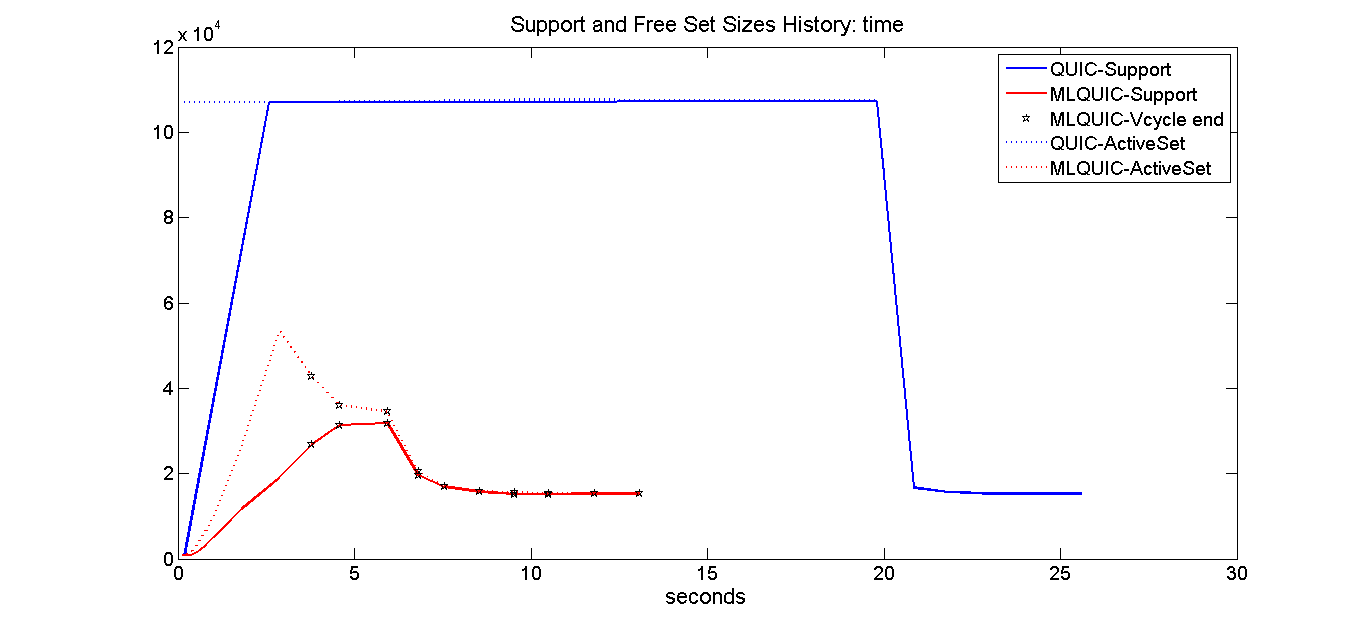 Support and Free Set Sizes History: time
x 10^4
12
10
8
6
4
2
0
0 5 10 15 20 25 30
seconds
QUIC-Support
MLQUIC-Support
MLQUIC-Vcycle end
QUIC-ActiveSet
MLQUIC-ActiveSet